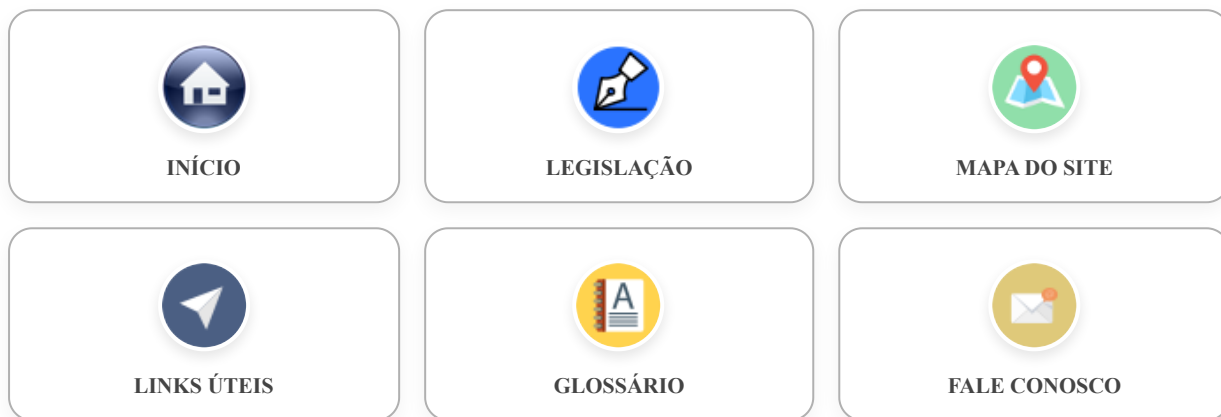 INÍCIO
LEGISLAÇÃO
MAPA DO SITE
A
LINKS ÚTEIS
GLOSSÁRIO
FALE CONOSCO